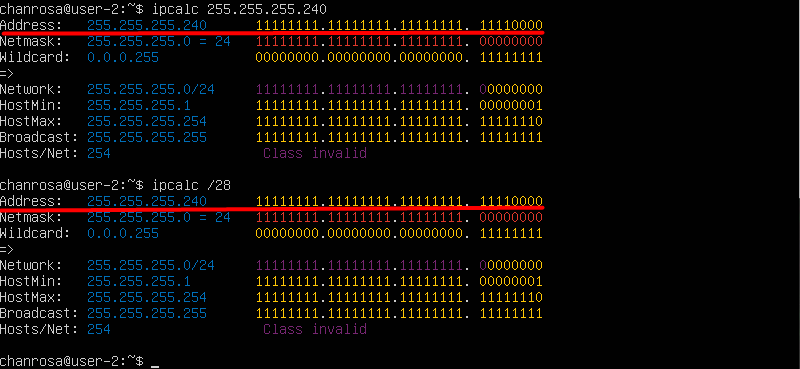 chanrosa@user-2:~$ ipcalc 255.255.255.240
Address: 255.255.255.240 11111111.11111111.11111111. 11110000
Netmask: 255.255.255.0 = 24 11111111.11111111.11111111. 00000000
Wildcard: 0.0.0.255 00000000.00000000.00000000. 11111111
=>
Network: 255.255.255.0/24 11111111.11111111.11111111. 00000000
HostMin: 255.255.255.1 11111111.11111111.11111111. 00000001
HostMax: 255.255.255.254 11111111.11111111.11111111. 11111110
Broadcast: 255.255.255.255 11111111.11111111.11111111. 11111111
Hosts/Net: 254 Class invalid
chanrosa@user-2:~$ ipcalc /28
Address: 255.255.255.240 11111111.11111111.11111111. 11110000
Netmask: 255.255.255.0 = 24 11111111.11111111.11111111. 00000000
Wildcard: 0.0.0.255 00000000.00000000.00000000. 11111111
=>
Network: 255.255.255.0/24 11111111.11111111.11111111. 00000000
HostMin: 255.255.255.1 11111111.11111111.11111111. 00000001
HostMax: 255.255.255.254 11111111.11111111.11111111. 11111110
Broadcast: 255.255.255.255 11111111.11111111.11111111. 11111111
Hosts/Net: 254 Class invalid
chanrosa@user-2:~$ _